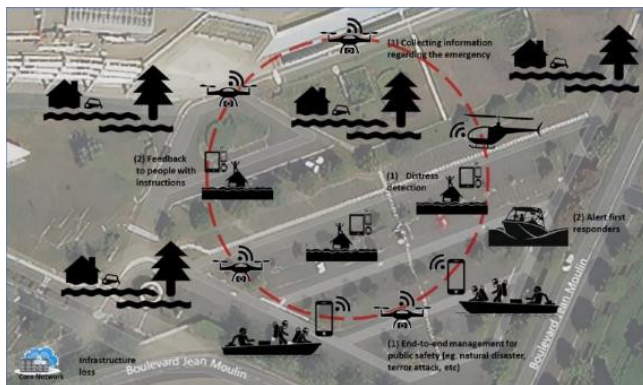 (1) Collecting information
regarding the emergency
(2) Feedback
to people with
instructions
(1) Distress
detection
(2) Alert first
responders
(1) End-to-end management for
public safety (eg. natural disaster,
terror attack, etc)
Infrastructure
loss
Core Network
Boulevard Jean Moulin
Boulevard Jean Moulin